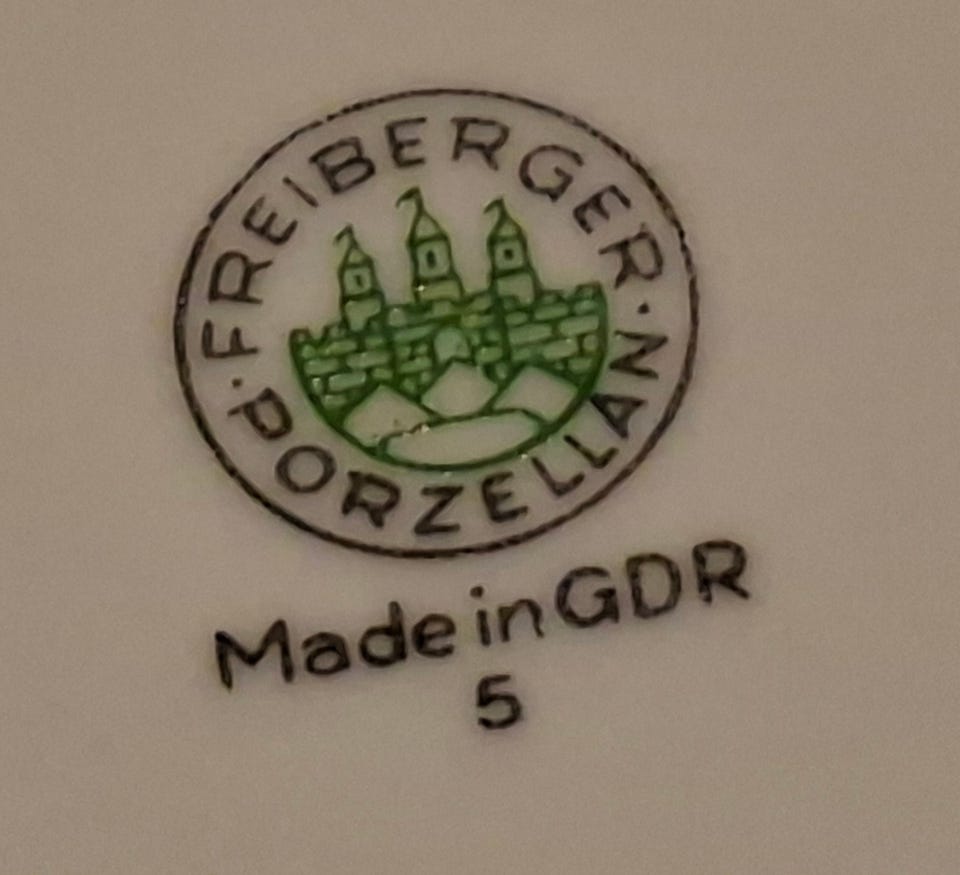 · FREIBERGER ·
PORZELLAN
Made in GDR
5